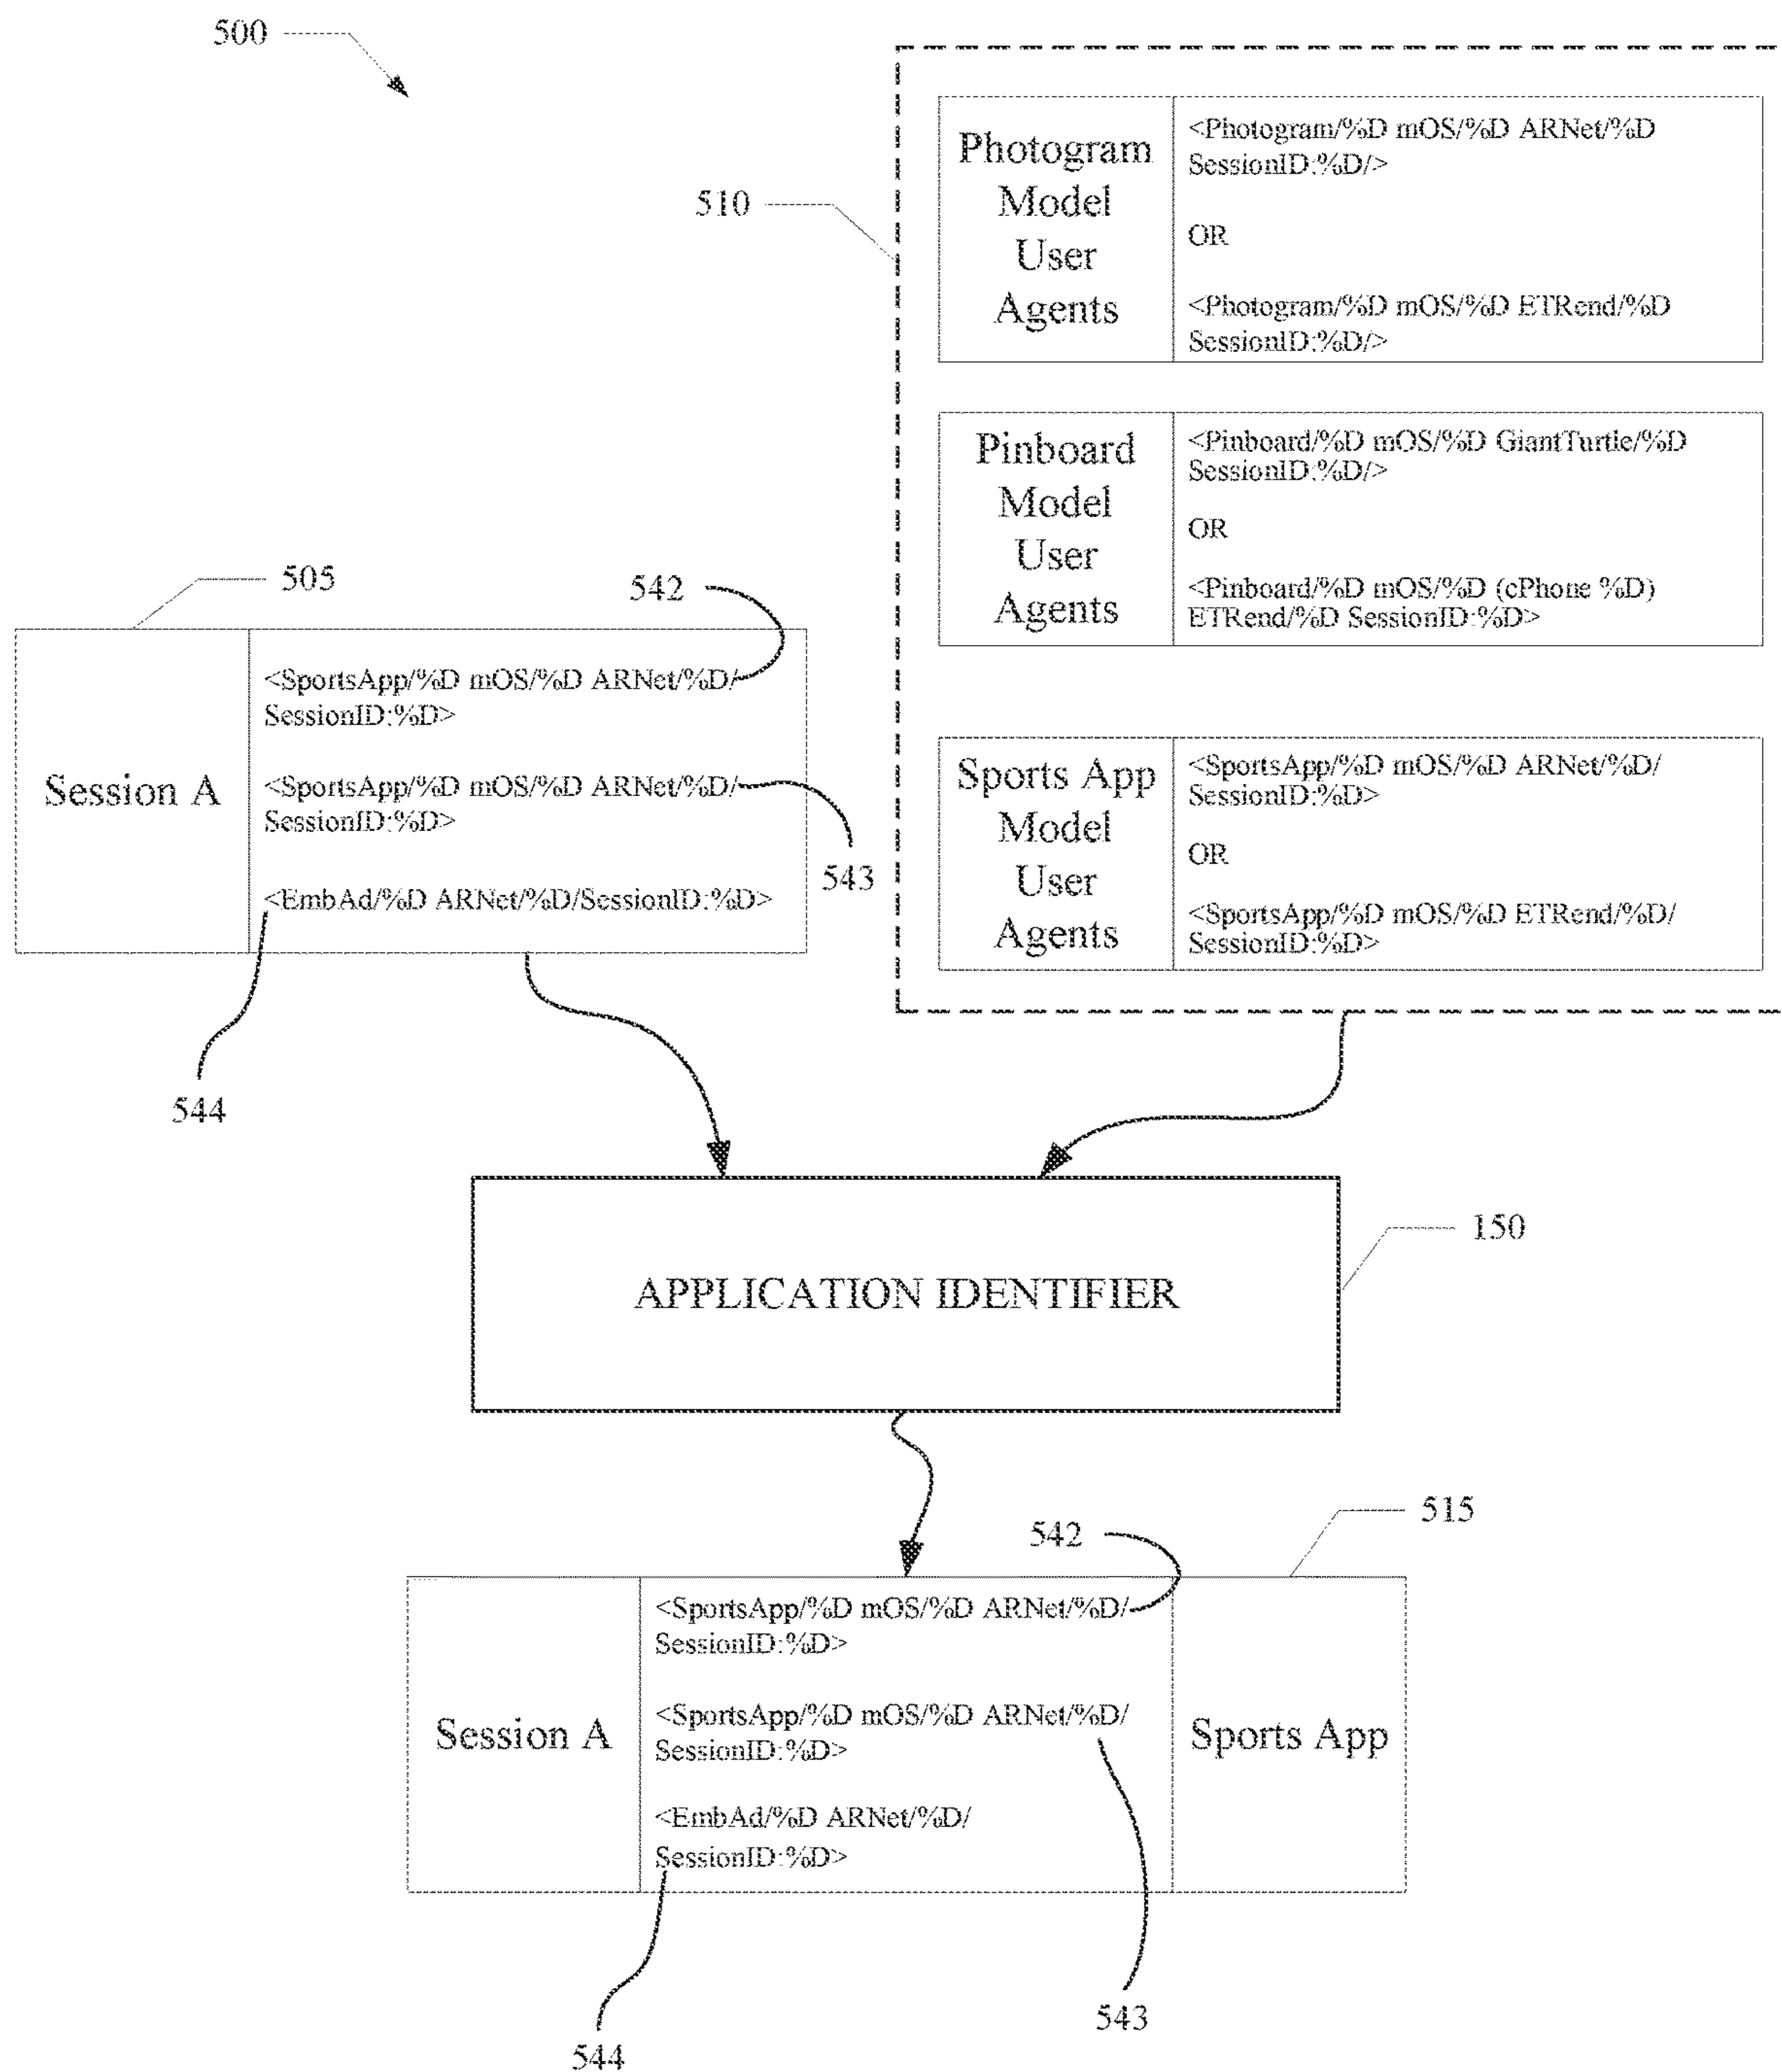 500
510
Photogram
Model
User
Agents
<Photogram/%D mOS/%D ARNet/%D
SessionID:%D/>
OR
<Photogram/%D mOS/%D ETRend/%D
SessionID:%D/>
Pinboard
Model
User
Agents
<Pinboard/%D mOS/%D GiantTurtle/%D
SessionID:%D/>
OR
<Pinboard/%D mOS/%D (cPhone %D)
ETRend/%D SessionID:%D>
Sports App
Model
User
Agents
<SportsApp/%D mOS/%D ARNet/%D/
SessionID:%D>
OR
<SportsApp/%D mOS/%D ETRend/%D/
SessionID:%D>
505
542
Session A
<SportsApp/%D mOS/%D ARNet/%D/
SessionID:%D>
<SportsApp/%D mOS/%D ARNet/%D/
SessionID:%D>
543
<EmbAd/%D ARNet/%D/SessionID:%D>
544
150
APPLICATION IDENTIFIER
515
542
Session A
<SportsApp/%D mOS/%D ARNet/%D/
SessionID:%D>
<SportsApp/%D mOS/%D ARNet/%D/
SessionID:%D>
<EmbAd/%D ARNet/%D/
SessionID:%D>
Sports App
543
544